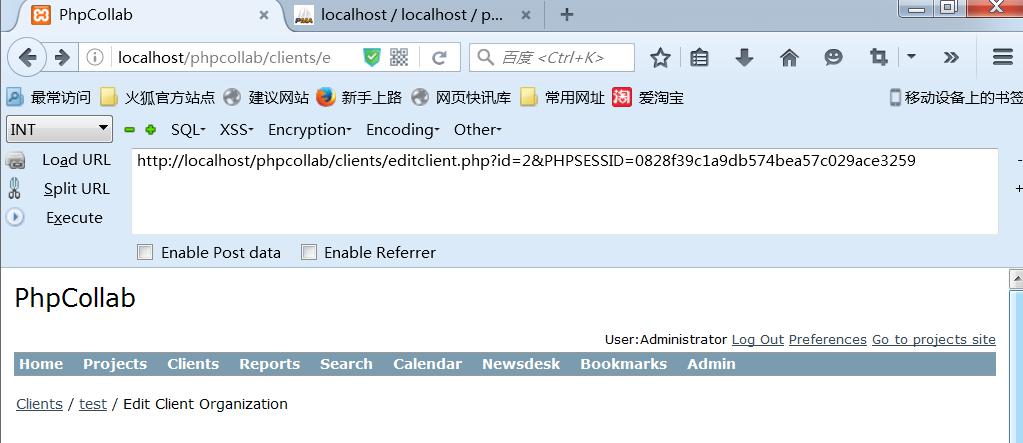 PhpCollab
localhost / localhost / p...
localhost/phpcollab/clients/e
百度 <Ctrl+K>
最常访问 火狐官方站点 建议网站 新手上路 网页快讯库 常用网址 淘 爱淘宝 移动设备上的书签
INT SQL XSS Encryption Encoding Other
Load URL http://localhost/phpcollab/clients/editclient.php?id=2&PHPSESSID=0828f39c1a9db574bea57c029ace3259
Split URL
Execute
Enable Post data Enable Referrer
PhpCollab
User:Administrator Log Out Preferences Go to projects site
Home Projects Clients Reports Search Calendar Newsdesk Bookmarks Admin
Clients / test / Edit Client Organization